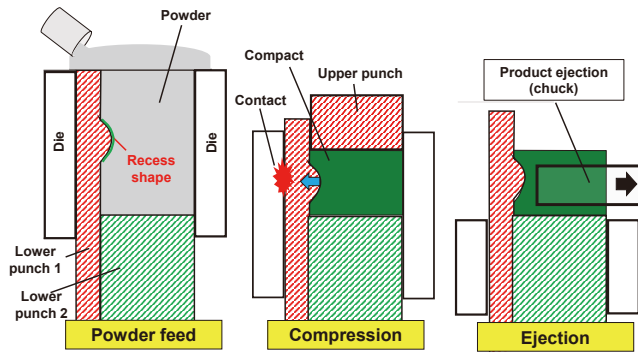 Powder
Die
Die
Recess
shape
Lower
punch 1
Lower
punch 2
Powder feed
Compact
Upper punch
Contact
Compression
Product ejection
(chuck)
Ejection